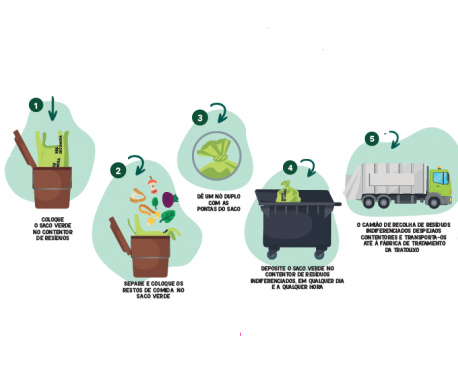 1
COLOQUE
O SACO VERDE
NO CONTENTOR
DE RESÍDUOS
2
SEPARE E COLOQUE OS
RESTOS DE COMIDA NO
SACO VERDE
3
DÊ UM NÓ DUPLO
COM AS
PONTAS DO SACO
4
DEPOSITE O SACO VERDE NO
CONTENTOR DE RESÍDUOS
INDIFERENCIADOS, EM QUALQUER DIA
E A QUALQUER HORA
5
O CAMIÃO DE RECOLHA DE RESÍDUOS
INDIFERENCIADOS DESPEJAOS
CONTENTORES E TRANSPORTA-OS
ATÉ À FÁBRICA DE TRATAMENTO
DA TRATOLIXO